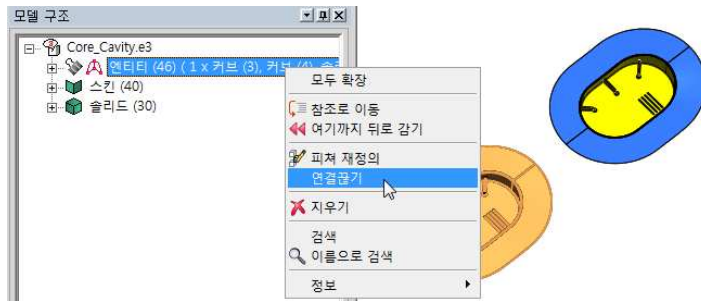 모델 구조
Core_Cavity.e3
엔티티 (46) ( 1 x 커브 (3), 커브 (4),
스킨 (40)
솔리드 (30)
모두 확장
참조로 이동
여기까지 뒤로 감기
피쳐 재정의
연결끊기
지우기
검색
이름으로 검색
정보